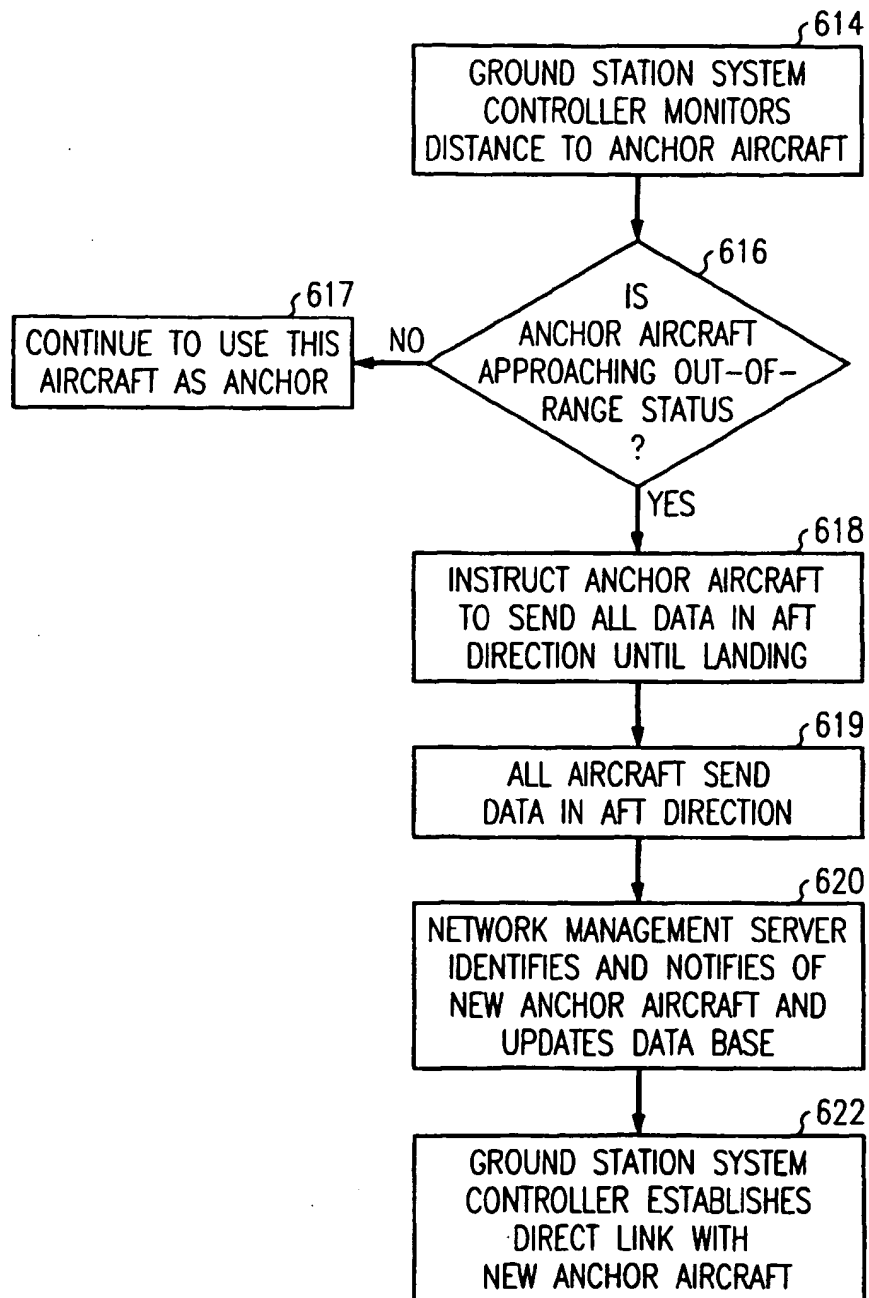 614
GROUND STATION SYSTEM
CONTROLLER MONITORS
DISTANCE TO ANCHOR AIRCRAFT
616
IS
ANCHOR AIRCRAFT
APPROACHING OUT-OF-
RANGE STATUS
?
NO
617
CONTINUE TO USE THIS
AIRCRAFT AS ANCHOR
YES
618
INSTRUCT ANCHOR AIRCRAFT
TO SEND ALL DATA IN AFT
DIRECTION UNTIL LANDING
619
ALL AIRCRAFT SEND
DATA IN AFT DIRECTION
620
NETWORK MANAGEMENT SERVER
IDENTIFIES AND NOTIFIES OF
NEW ANCHOR AIRCRAFT AND
UPDATES DATA BASE
622
GROUND STATION SYSTEM
CONTROLLER ESTABLISHES
DIRECT LINK WITH
NEW ANCHOR AIRCRAFT